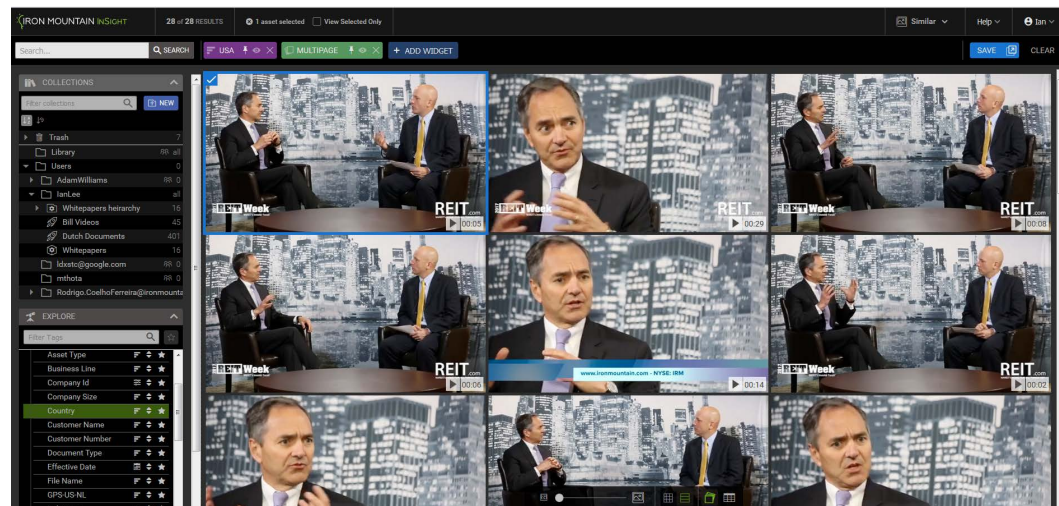 IRON MOUNTAIN INSIGHT
28 of 28 RESULTS
1 asset selected
View Selected Only
Similar
Help
Ian
Search...
SEARCH
USA
MULTIPAGE
+ ADD WIDGET
SAVE
CLEAR
COLLECTIONS
Filter collections
NEW
Trash 7
Library all
Users 0
AdamWilliams 0
IanLee all
Whitepapers heirarchy 16
Bill Videos 45
Dutch Documents 401
Whitepapers 16
ldxstc@google.com 0
mthota 0
Rodrigo.CoelhoFerreira@ironmounta
EXPLORE
Filter Tags
Asset Type
Business Line
Company Id
Company Size
Country
Customer Name
Customer Number
Document Type
Effective Date
File Name
GPS-US-NL
REIT Week
REIT.com
00:05
REIT Week
REIT.com
00:29
REIT Week
REIT.com
00:08
REIT Week
REIT.com
00:06
www.ironmountain.com - NYSE: IRM
00:14
REIT Week
REIT.com
00:02